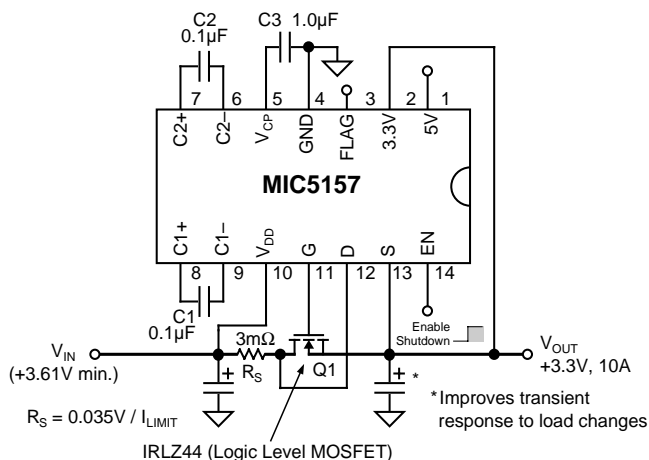 C2
0.1µF
C3 1.0µF
7 6 5 4 3 2 1
C2+ C2– VCP GND FLAG 3.3V 5V
MIC5157
C1+ C1– VDD G D S EN
8 9 10 11 12 13 14
C1
0.1µF
Enable
Shutdown
VIN
(+3.61V min.)
3mΩ
RS
Q1
+
+ *
VOUT
+3.3V, 10A
RS = 0.035V / ILIMIT
*Improves transient
response to load changes
IRLZ44 (Logic Level MOSFET)